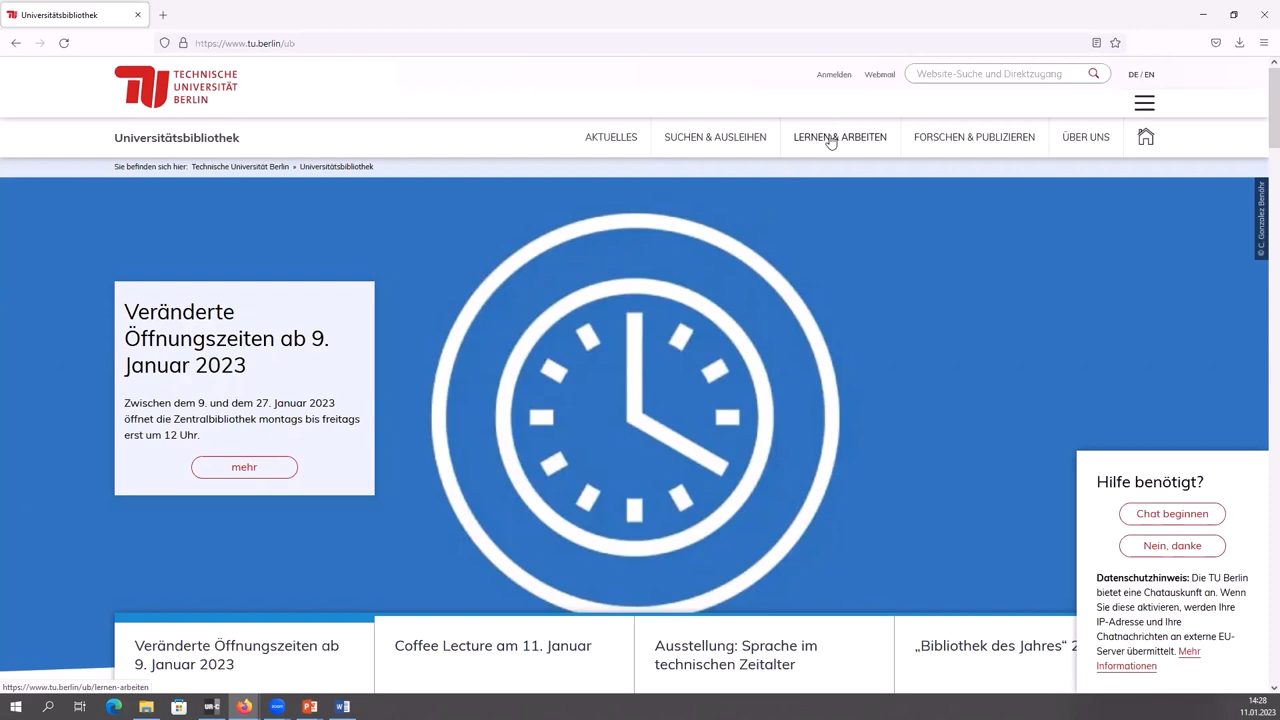 Universitätsbibliothek
https://www.tu.berlin/ub
TECHNISCHE
UNIVERSITÄT
BERLIN
Anmelden
Webmail
Website-Suche und Direktzugang
DE / EN
Universitätsbibliothek
AKTUELLES
SUCHEN & AUSLEIHEN
LERNEN & ARBEITEN
FORSCHEN & PUBLIZIEREN
ÜBER UNS
Sie befinden sich hier: Technische Universität Berlin » Universitätsbibliothek
© C. Gonzalez Benöhr
Veränderte
Öffnungszeiten ab 9.
Januar 2023
Zwischen dem 9. und dem 27. Januar 2023
öffnet die Zentralbibliothek montags bis freitags
erst um 12 Uhr.
mehr
Hilfe benötigt?
Chat beginnen
Nein, danke
Datenschutzhinweis: Die TU Berlin
bietet eine Chatauskunft an. Wenn
Sie diese aktivieren, werden Ihre
IP-Adresse und Ihre
Chatnachrichten an externe EU-
Server übermittelt. Mehr
Informationen
Veränderte Öffnungszeiten ab
9. Januar 2023
Coffee Lecture am 11. Januar
Ausstellung: Sprache im
technischen Zeitalter
„Bibliothek des Jahres“ 2
https://www.tu.berlin/ub/lernen-arbeiten
14:28
11.01.2023